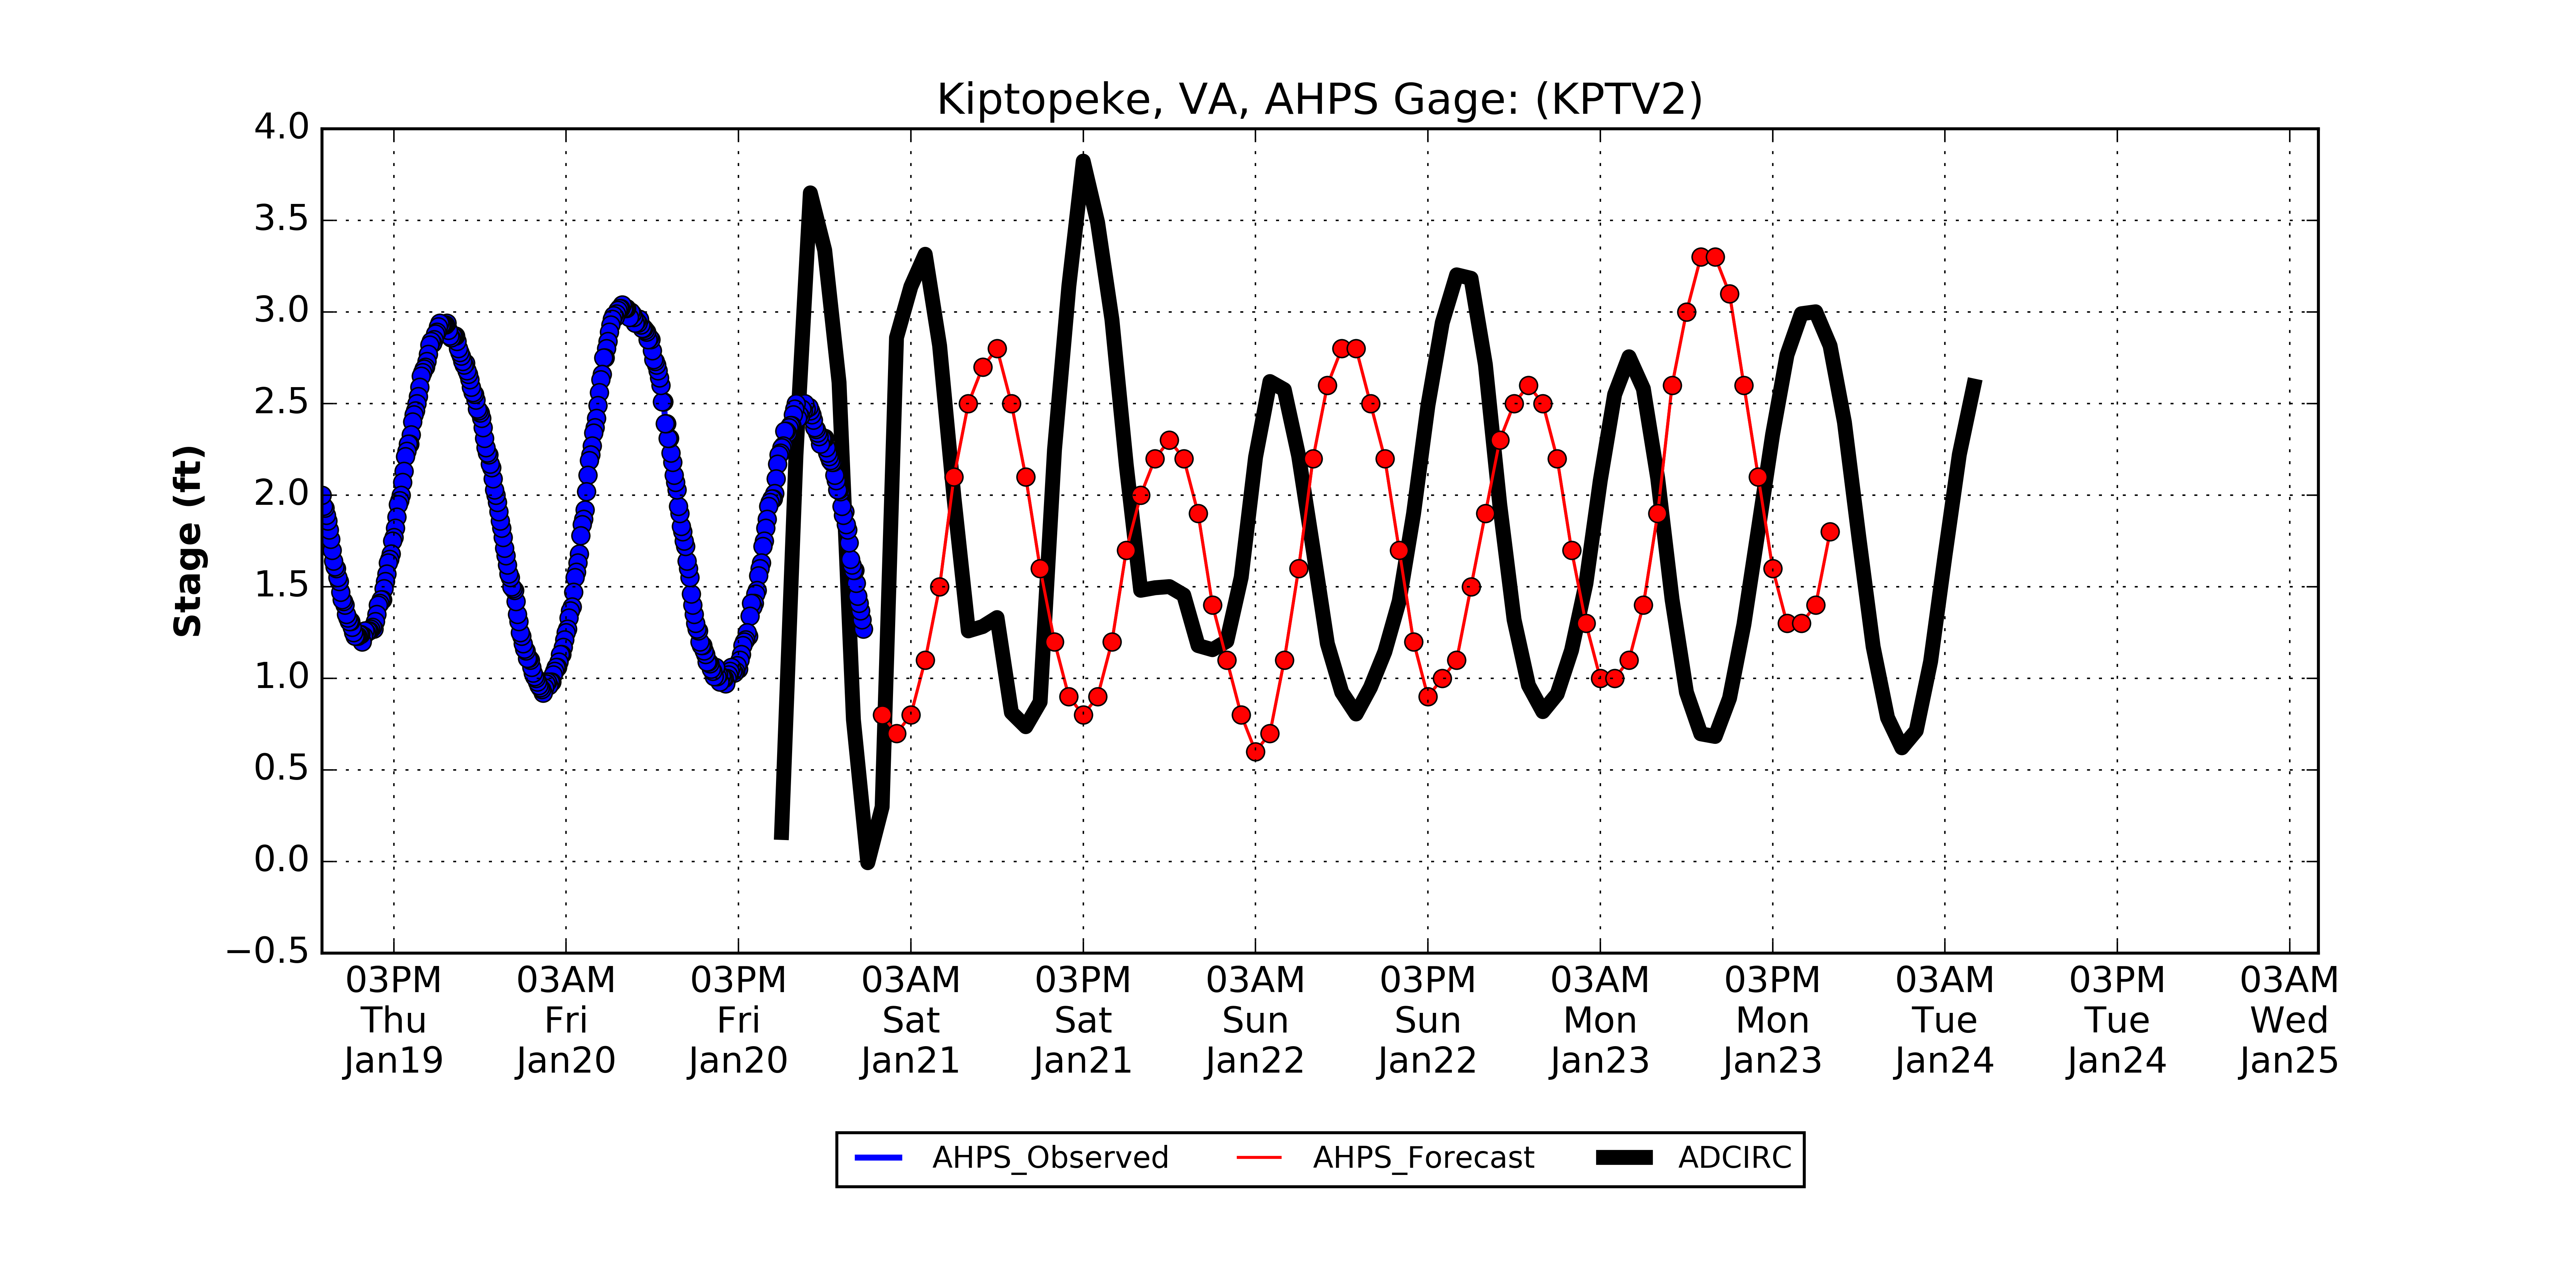 Kiptopeke, VA, AHPS Gage: (KPTV2)
4.0
3.5
3.0
2.5
2.0
1.5
1.0
0.5
0.0
−0.5
Stage (ft)
03PM Thu Jan19
03AM Fri Jan20
03PM Fri Jan20
03AM Sat Jan21
03PM Sat Jan21
03AM Sun Jan22
03PM Sun Jan22
03AM Mon Jan23
03PM Mon Jan23
03AM Tue Jan24
03PM Tue Jan24
03AM Wed Jan25
AHPS_Observed
AHPS_Forecast
ADCIRC